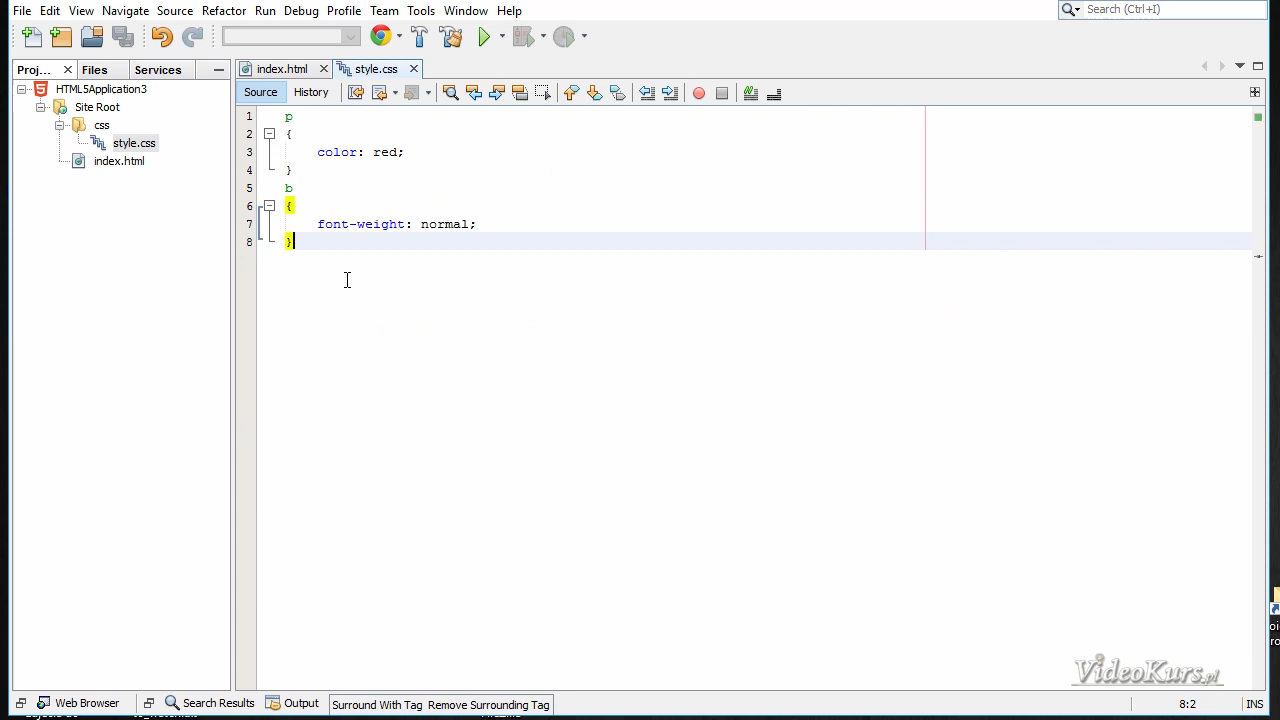 File Edit View Navigate Source Refactor Run Debug Profile Team Tools Window Help
Search (Ctrl+I)
Proj... Files Services
index.html style.css
HTML5Application3
Site Root
css
style.css
index.html
Source History
1 p
2 {
3 color: red;
4 }
5 b
6 {
7 font-weight: normal;
8 }
VideoKurs.pl
Web Browser Search Results Output Surround With Tag Remove Surrounding Tag
8:2 INS